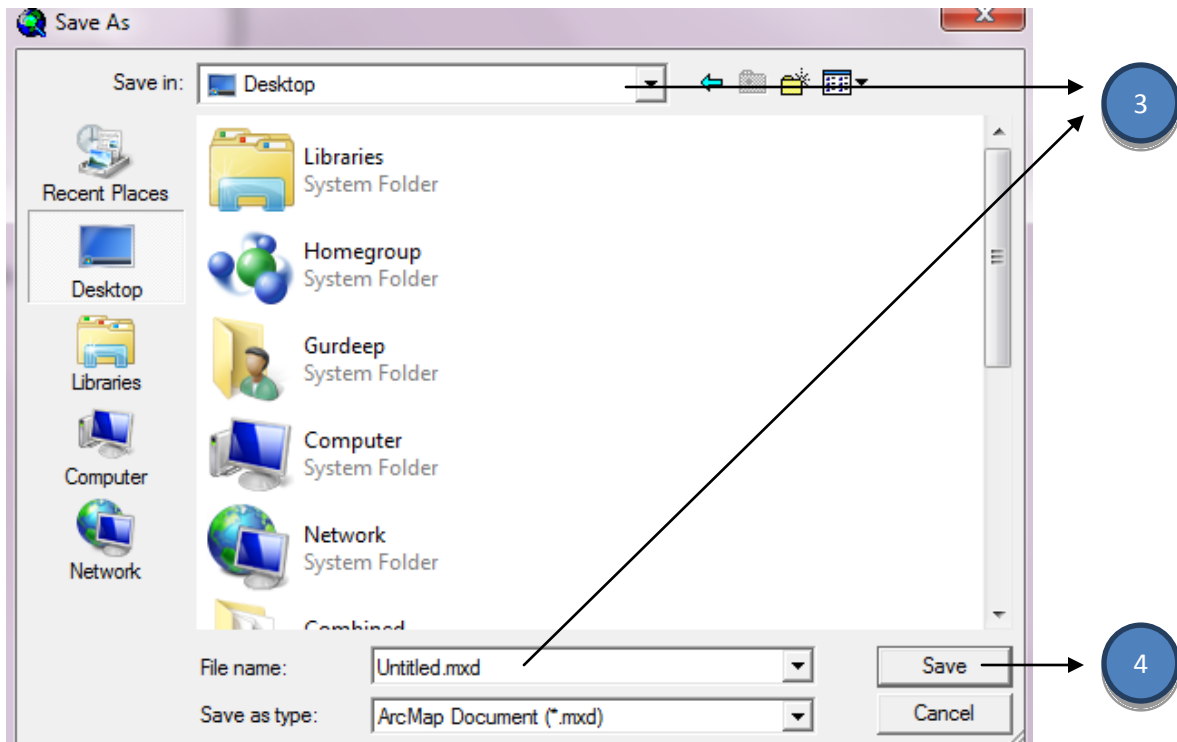 Save As
X
Save in:
Desktop
3
Recent Places
Desktop
Libraries
Computer
Network
Libraries
System Folder
Homegroup
System Folder
Gurdeep
System Folder
Computer
System Folder
Network
System Folder
Combined
File name:
Untitled.mxd
Save
4
Save as type:
ArcMap Document (*.mxd)
Cancel